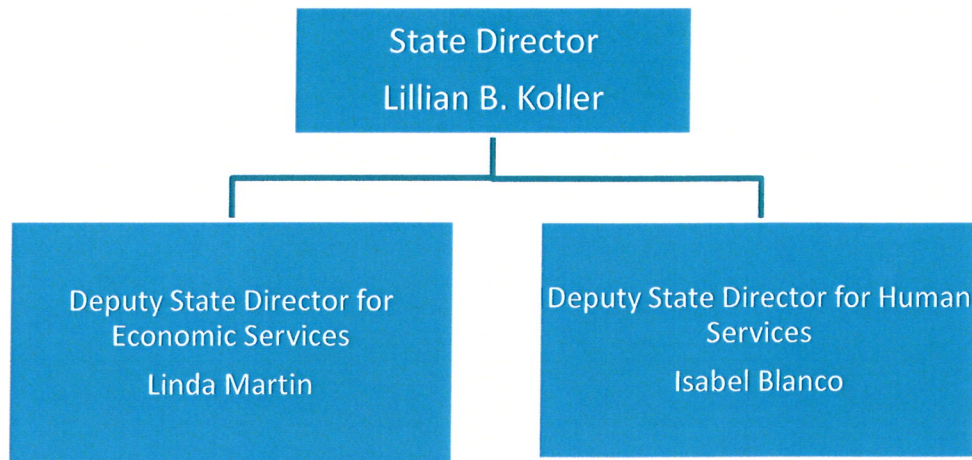 State Director
Lillian B. Koller
Deputy State Director for
Economic Services
Linda Martin
Deputy State Director for Human
Services
Isabel Blanco